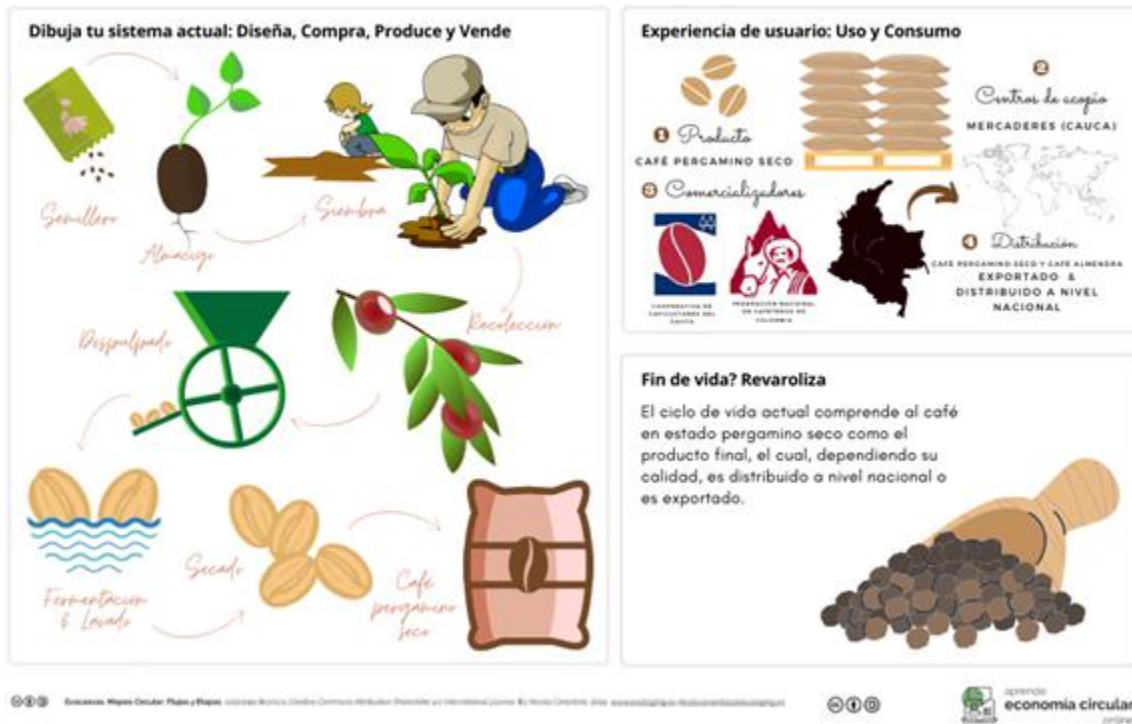 Dibuja tu sistema actual: Diseña, Compra, Produce y Vende
Semillero
Almacigo
Siembra
Recolección
Despulpado
Fermentación
& Lavado
Secado
Café
pergamino
seco
Experiencia de usuario: Uso y Consumo
1 Producto
CAFÉ PERGAMINO SECO
2
Centros de acopio
MERCADERES (CAUCA)
3 Comercializadores
COOPERATIVA DE
CAFICULTORES DEL
CAUCA
FEDERACIÓN NACIONAL
DE CAFETEROS DE
COLOMBIA
4 Distribución
CAFÉ PERGAMINO SECO Y CAFÉ ALMENDRA
EXPORTADO &
DISTRIBUIDO A NIVEL
NACIONAL
Fin de vida? Revaroliza
El ciclo de vida actual comprende al café
en estado pergamino seco como el
producto final, el cual, dependiendo su
calidad, es distribuido a nivel nacional o
es exportado.
aprende
economía circular
online